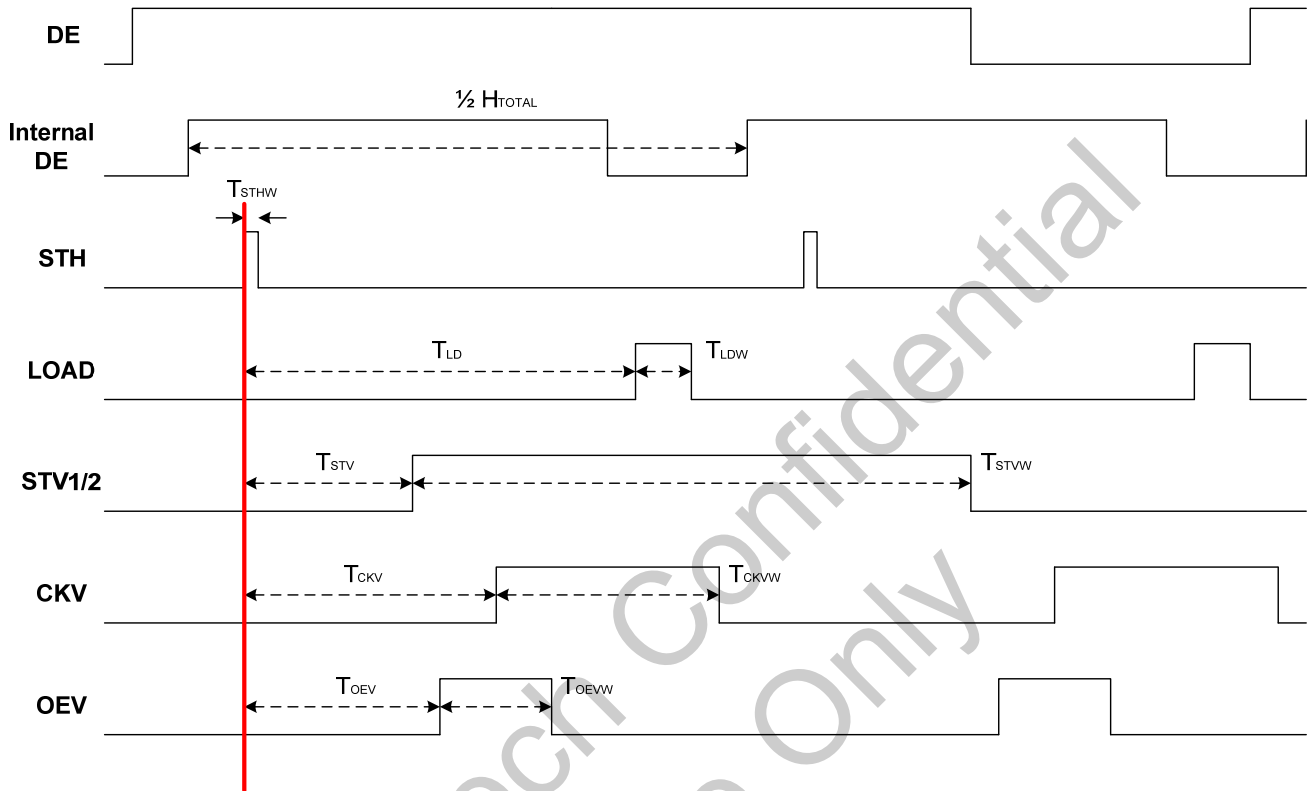 DE
½ HTOTAL
Internal
DE
TSTHW
STH
TLD
TLDW
LOAD
TSTV
TSTVW
STV1/2
TCKV
TCKVW
CKV
TOEV
TOEVW
OEV
Confidential
Only